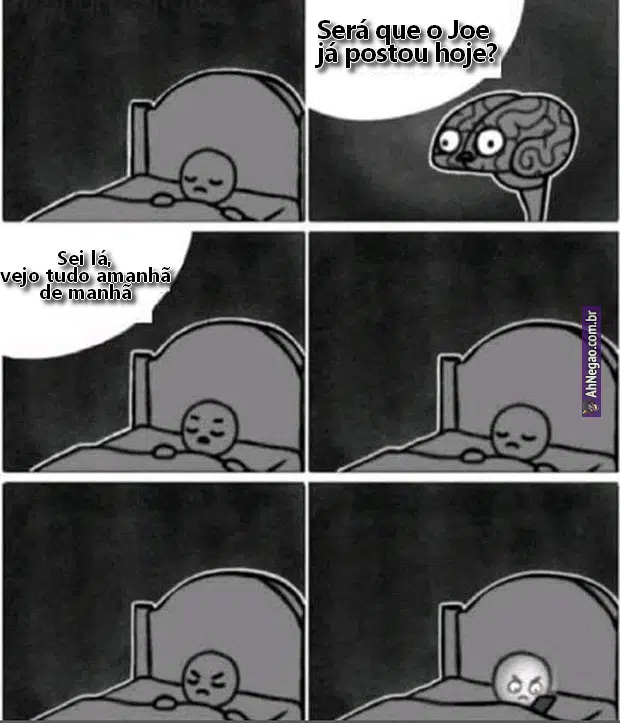 Será que o Joe
já postou hoje?
Sei lá,
vejo tudo amanhã
de manhã
AhNegao.com.br